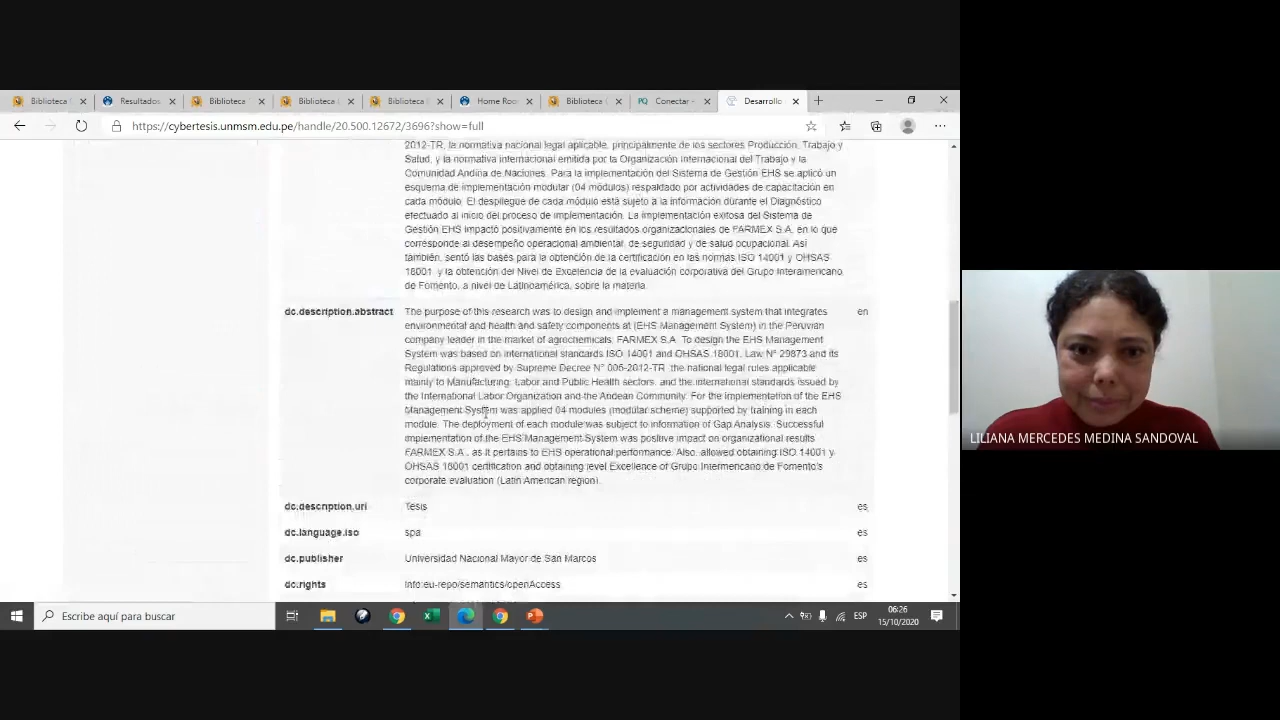 Biblioteca
Resultados
Biblioteca
Biblioteca
Biblioteca
Home Roo
Biblioteca
Conectar -
Desarrollo
https://cybertesis.unmsm.edu.pe/handle/20.500.12672/3696?show=full
2012-TR, la normativa nacional legal aplicable, principalmente de los sectores Producción, Trabajo y
Salud, y la normativa internacional emitida por la Organización Internacional del Trabajo y la
Comunidad Andina de Naciones. Para la implementación del Sistema de Gestión EHS se aplicó un
esquema de implementación modular (04 módulos) respaldado por actividades de capacitación en
cada módulo. El despliegue de cada módulo está sujeto a la información durante el Diagnóstico
efectuado al inicio del proceso de implementación. La implementación exitosa del Sistema de
Gestión EHS impactó positivamente en los resultados organizacionales de FARMEX S.A, en lo que
corresponde al desempeño operacional ambiental, de seguridad y de salud ocupacional. Así
también, sentó las bases para la obtención de la certificación en las normas ISO 14001 y OHSAS
18001, y la obtención del Nivel de Excelencia de la evaluación corporativa del Grupo Interamericano
de Fomento, a nivel de Latinoamérica, sobre la materia.
dc.description.abstract The purpose of this research was to design and implement a management system that integrates en
environmental and health and safety components at (EHS Management System) in the Peruvian
company leader in the market of agrochemicals, FARMEX S.A. To design the EHS Management
System was based on international standards ISO 14001 and OHSAS 18001, Law N° 29873 and its
Regulations approved by Supreme Decree N° 005-2012-TR, the national legal rules applicable
mainly to Manufacturing, Labor and Public Health sectors, and the international standards issued by
the International Labor Organization and the Andean Community. For the implementation of the EHS
Management System was applied 04 modules (modular scheme) supported by training in each
module. The deployment of each module was subject to information of Gap Analysis. Successful
implementation of the EHS Management System was positive impact on organizational results
FARMEX S.A., as it pertains to EHS operational performance. Also, allowed obtaining ISO 14001 y
OHSAS 18001 certification and obtaining level Excellence of Grupo Intermericano de Fomento's
corporate evaluation (Latin American region).
dc.description.uri Tesis es
dc.language.iso spa es
dc.publisher Universidad Nacional Mayor de San Marcos es
dc.rights info:eu-repo/semantics/openAccess es
Escribe aquí para buscar
ESP
06:26
15/10/2020
LILIANA MERCEDES MEDINA SANDOVAL